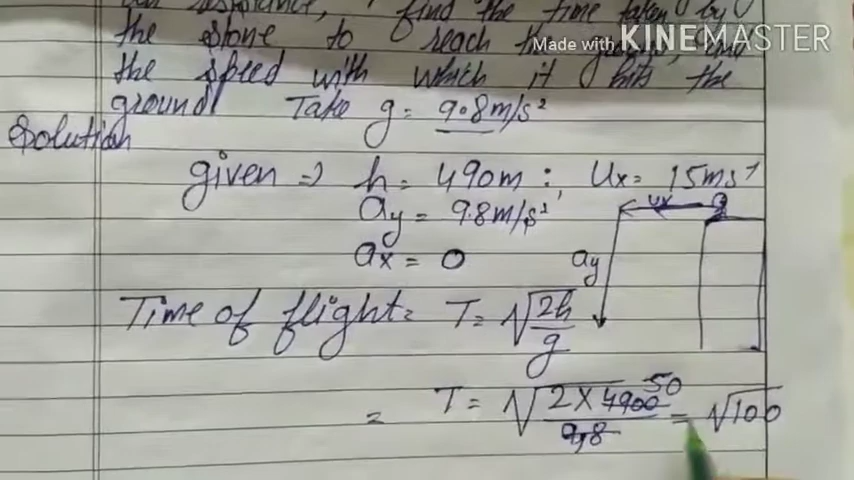 find the time taken by
the stone to reach the
Made with KINEMASTER
the speed with which it hits the
ground. Take g = 9.8m/s²
Solution
given => h = 490m ; Ux = 15ms⁻¹
ay = 9.8m/s²
ux
ax = 0
ay
Time of flight = T = √2h/g
= T = √2×4900 50/9.8 = √100